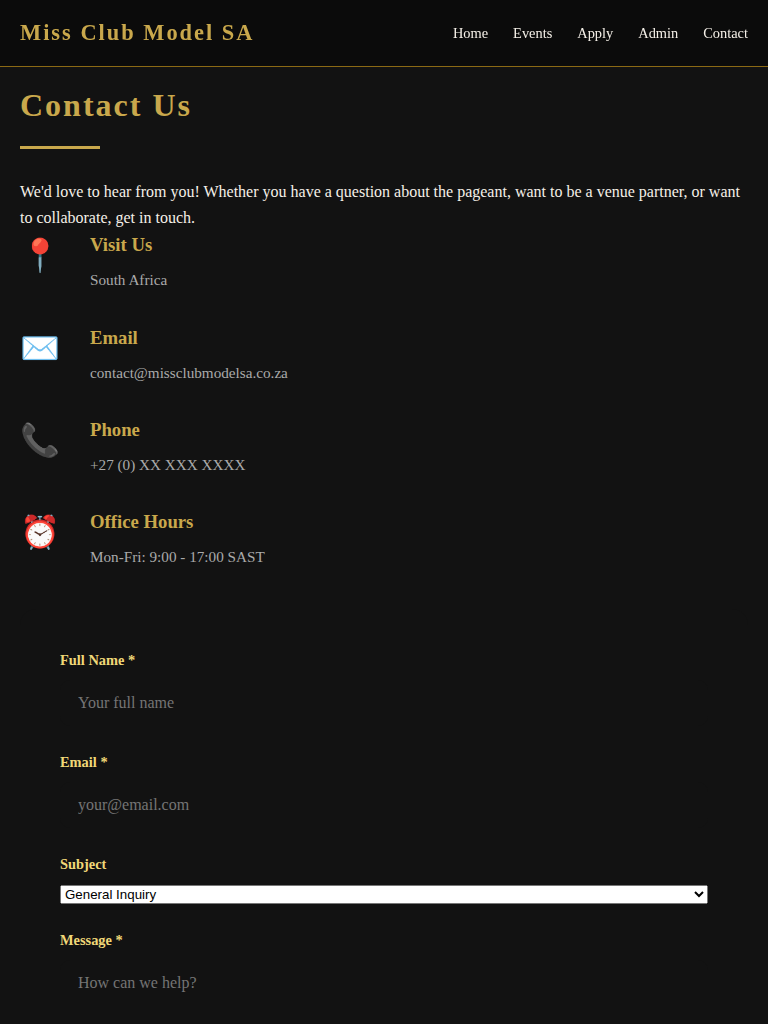 Miss Club Model SA
Home Events Apply Admin Contact
Contact Us
We'd love to hear from you! Whether you have a question about the pageant, want to be a venue partner, or want
to collaborate, get in touch.
Visit Us
South Africa
Email
contact@missclubmodelsa.co.za
Phone
+27 (0) XX XXX XXXX
Office Hours
Mon-Fri: 9:00 - 17:00 SAST
Full Name *
Your full name
Email *
your@email.com
Subject
General Inquiry
Message *
How can we help?